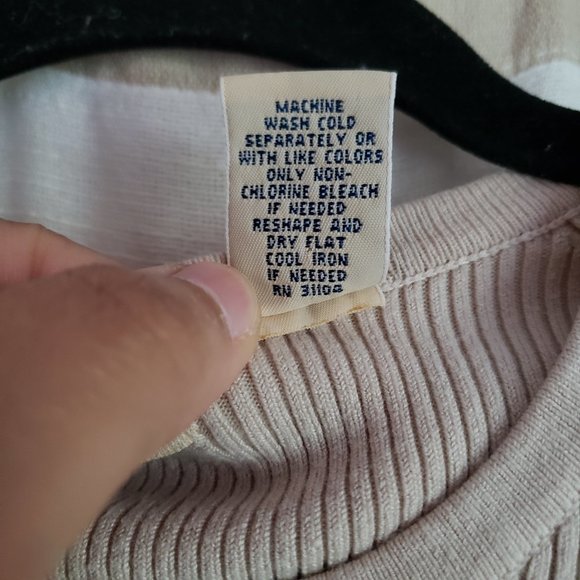 MACHINE
WASH COLD
SEPARATELY OR
WITH LIKE COLORS
ONLY NON-
CHLORINE BLEACH
IF NEEDED
RESHAPE AND
DRY FLAT
COOL IRON
IF NEEDED
RN 31108